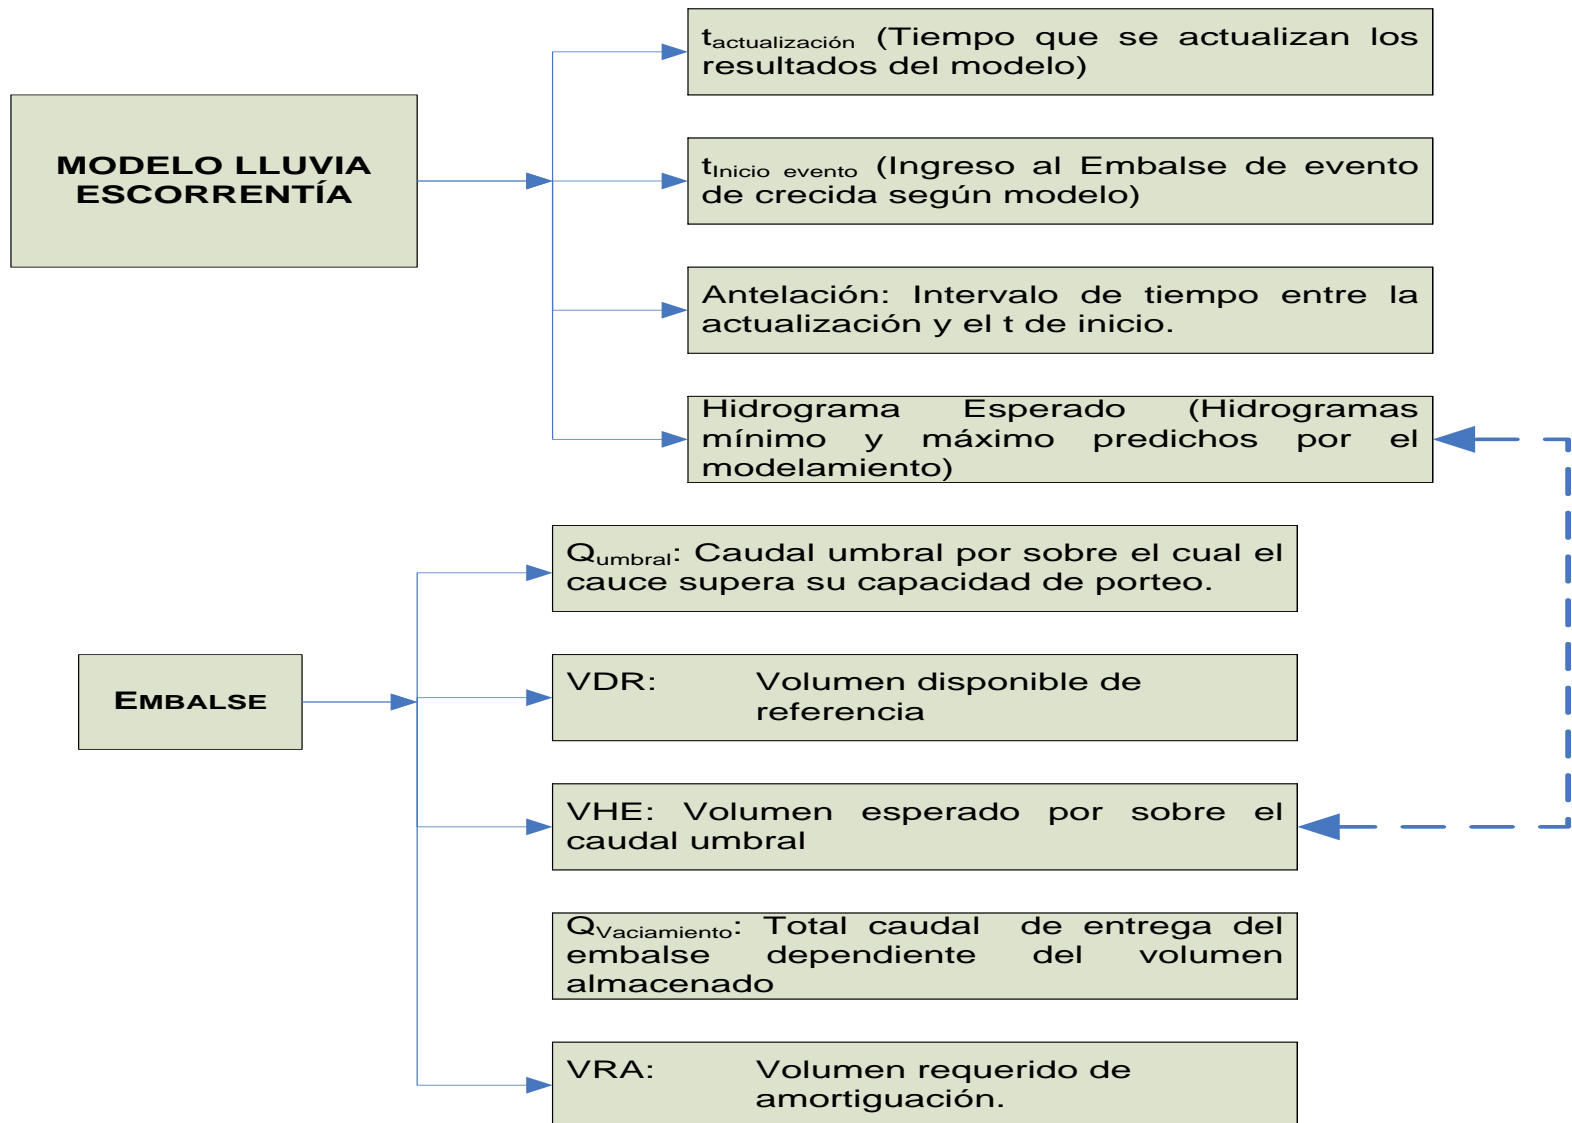 t_actualización (Tiempo que se actualizan los
resultados del modelo)
MODELO LLUVIA
ESCORRENTÍA
t_Inicio evento (Ingreso al Embalse de evento
de crecida según modelo)
Antelación: Intervalo de tiempo entre la
actualización y el t de inicio.
Hidrograma Esperado (Hidrogramas
mínimo y máximo predichos por el
modelamiento)
Q_umbral: Caudal umbral por sobre el cual el
cauce supera su capacidad de porteo.
EMBALSE
VDR: Volumen disponible de
referencia
VHE: Volumen esperado por sobre el
caudal umbral
Q_Vaciamiento: Total caudal de entrega del
embalse dependiente del volumen
almacenado
VRA: Volumen requerido de
amortiguación.